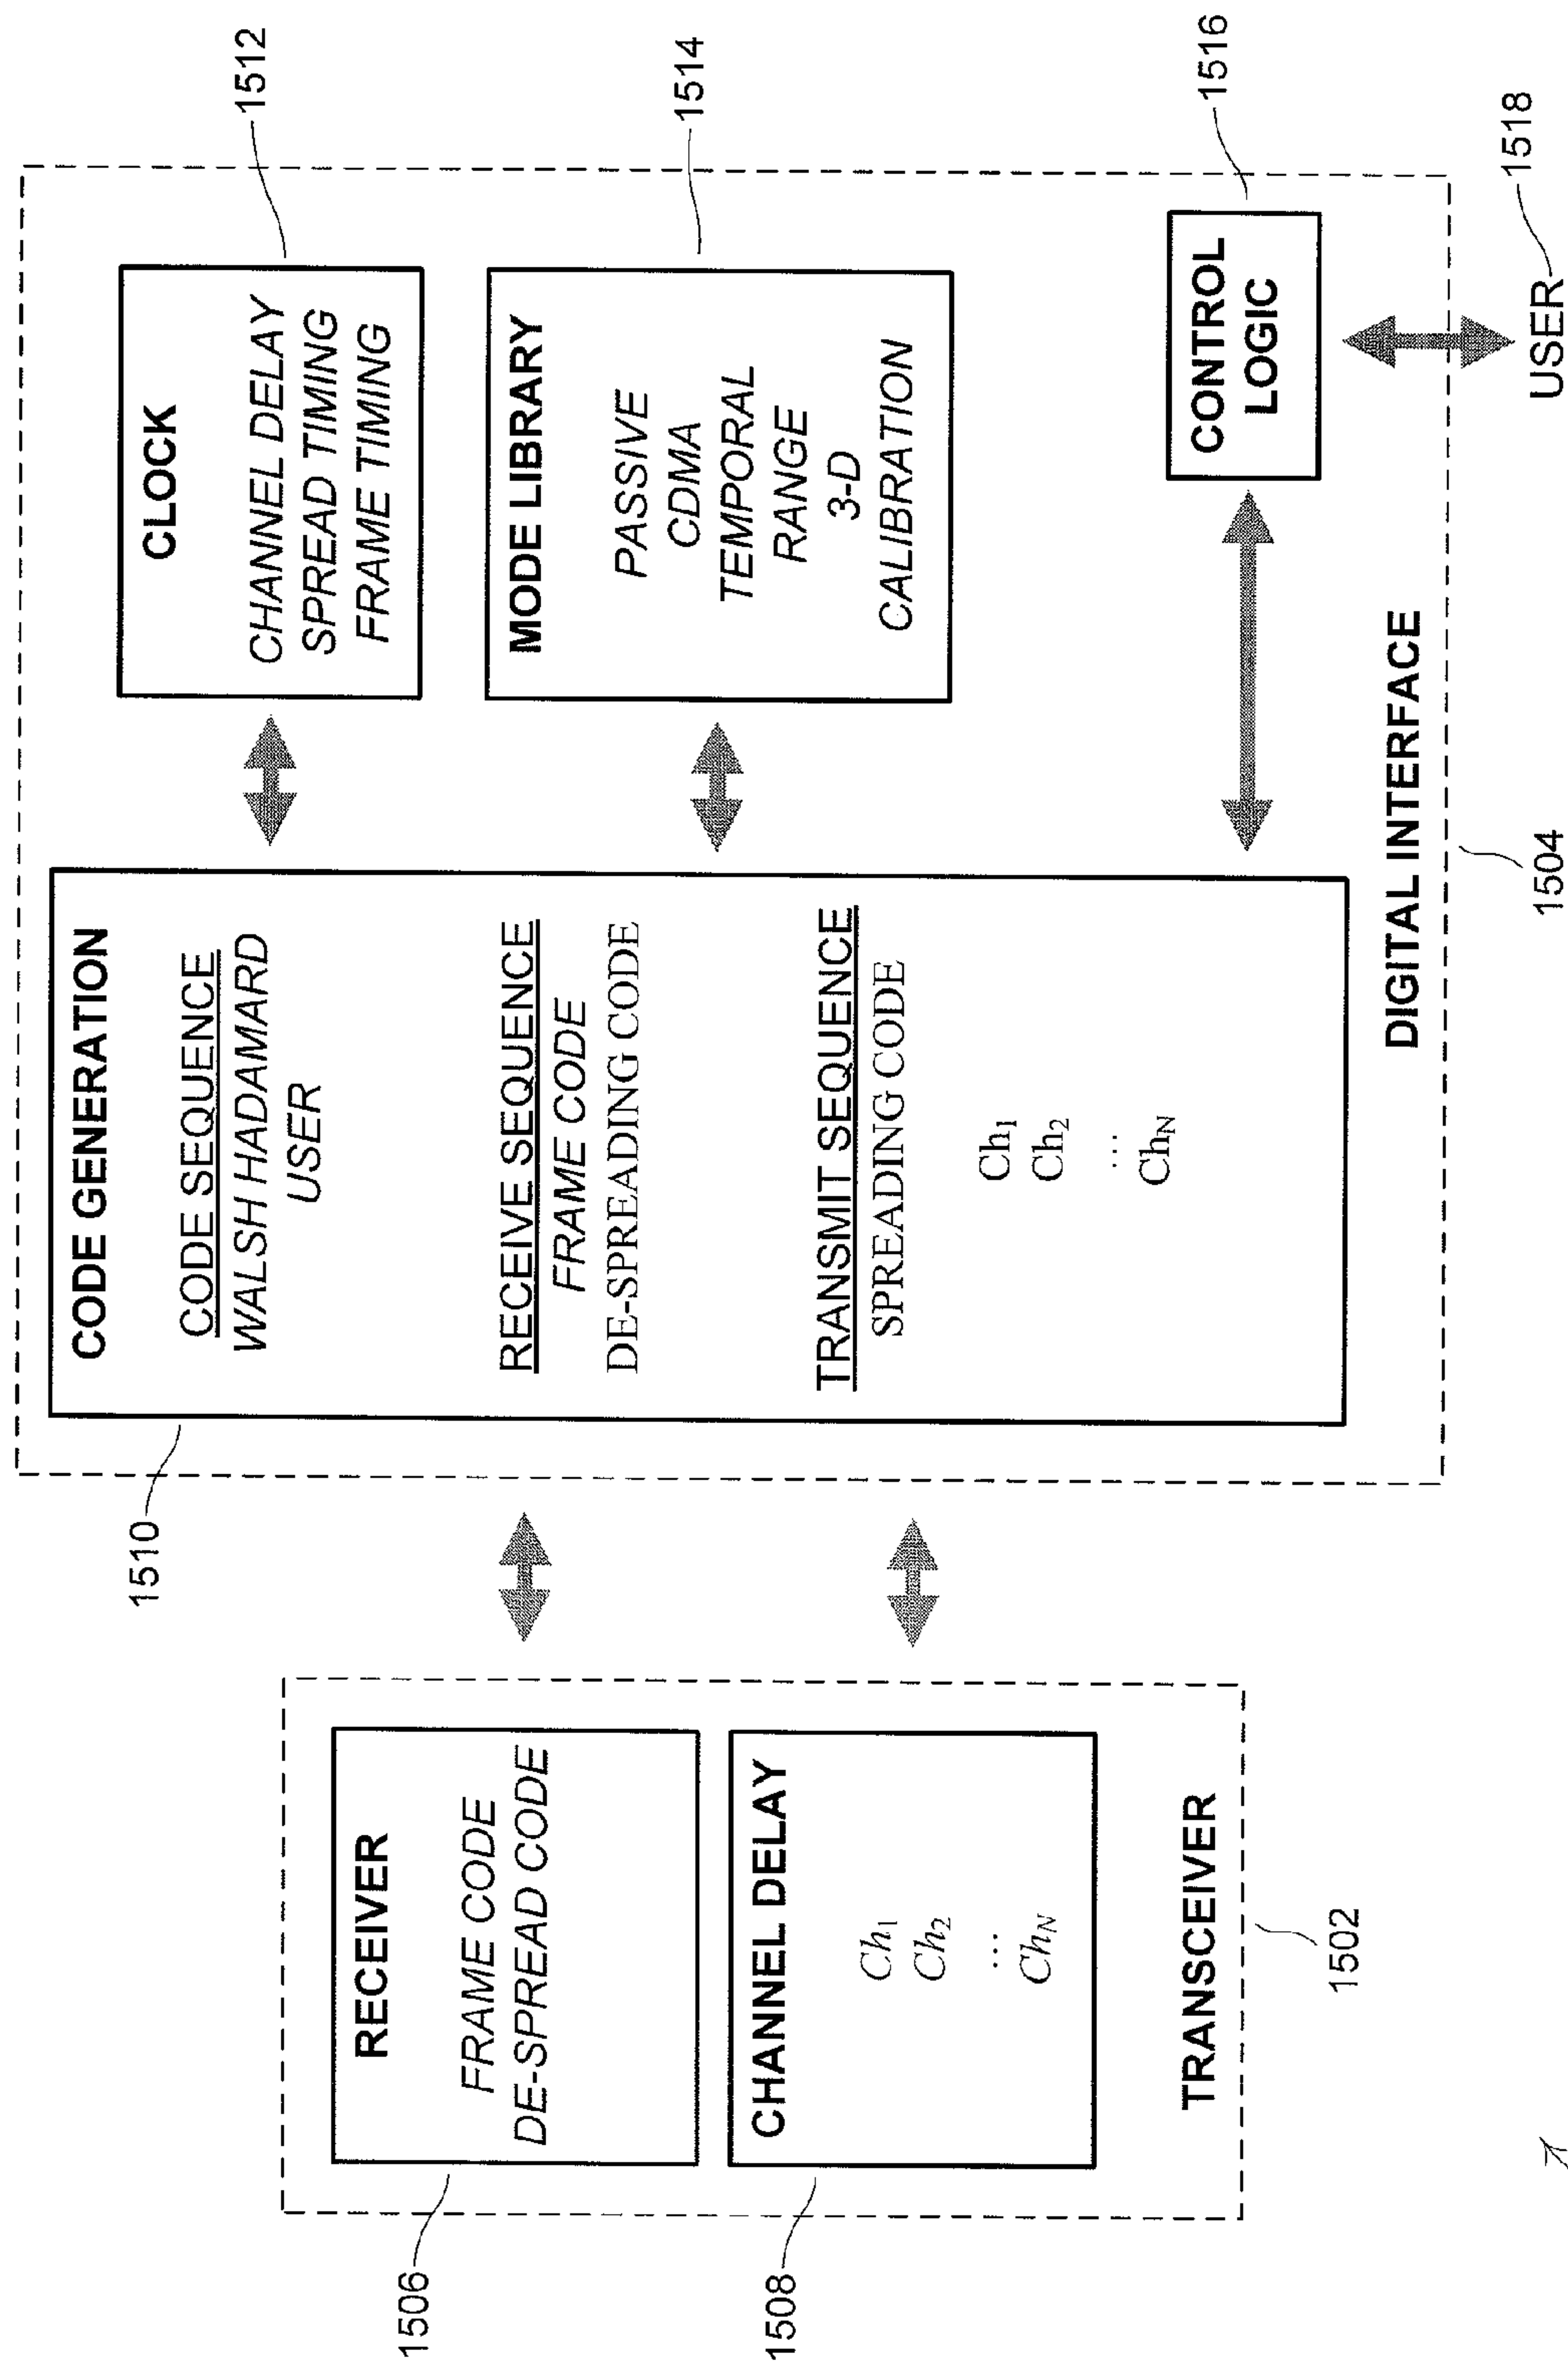 1506
RECEIVER
FRAME CODE
DE-SPREAD CODE
1508
CHANNEL DELAY
Ch1
Ch2
...
ChN
TRANSCEIVER
1502
1510
CODE GENERATION
CODE SEQUENCE
WALSH HADAMARD
USER
RECEIVE SEQUENCE
FRAME CODE
DE-SPREADING CODE
TRANSMIT SEQUENCE
SPREADING CODE
Ch1
Ch2
...
ChN
CLOCK
CHANNEL DELAY
SPREAD TIMING
FRAME TIMING
1512
MODE LIBRARY
PASSIVE
CDMA
TEMPORAL
RANGE
3-D
CALIBRATION
1514
CONTROL
LOGIC
1516
DIGITAL INTERFACE
1504
USER
1518